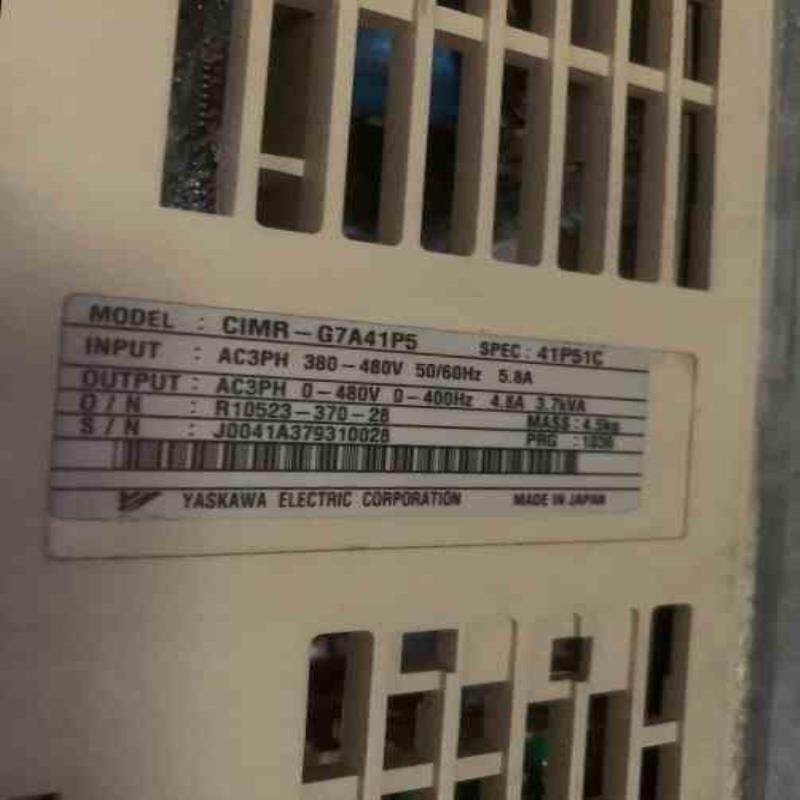 MODEL : CIMR-G7A41P5 SPEC : 41P51C
INPUT : AC3PH 380-480V 50/60Hz 5.8A
OUTPUT : AC3PH 0-480V 0-400Hz 4.8A 3.7kVA
O / N : R10523-370-28 MASS : 4.5kg
S / N : J0041A379310028 PRG :
YASKAWA ELECTRIC CORPORATION MADE IN JAPAN